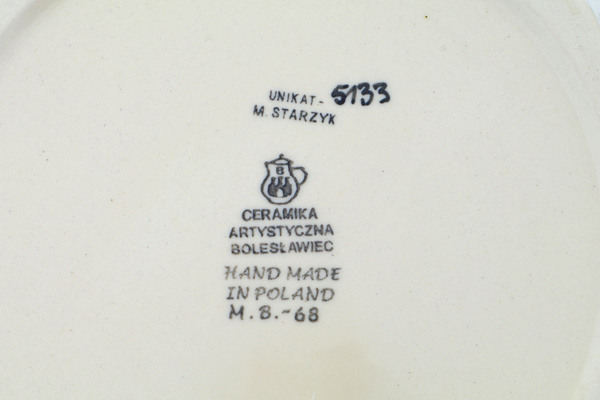 UNIKAT - 5133
M. STARZYK
B
CERAMIKA
ARTYSTYCZNA
BOLESŁAWIEC
HAND MADE
IN POLAND
M.B.-68